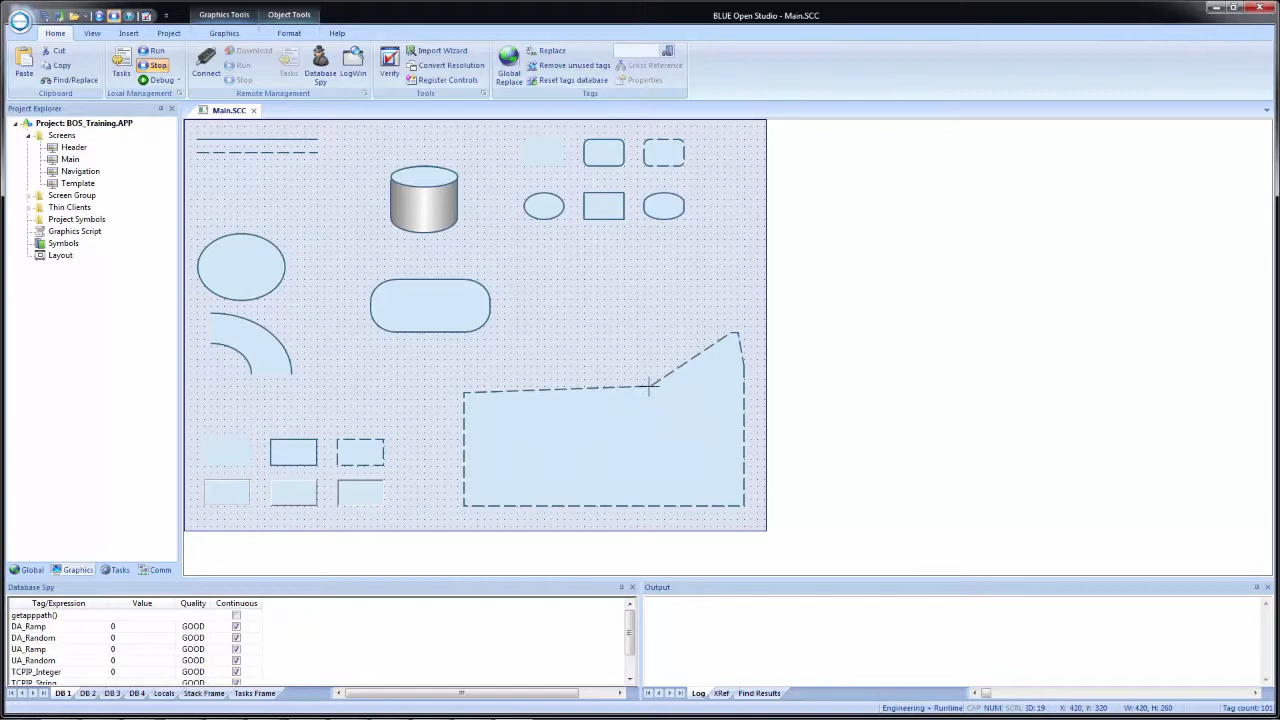 Graphics Tools
Object Tools
BLUE Open Studio - Main.SCC
Home
View
Insert
Project
Graphics
Format
Help
Paste
Cut
Copy
Find/Replace
Clipboard
Tasks
Run
Stop
Debug
Local Management
Connect
Download
Run
Stop
Tasks
Database Spy
LogWin
Remote Management
Verify
Import Wizard
Convert Resolution
Register Controls
Tools
Global Replace
Replace
Remove unused tags
Reset tags database
Cross Reference
Properties
Tags
Project Explorer
Main.SCC
Project: BOS_Training.APP
Screens
Header
Main
Navigation
Template
Screen Group
Thin Clients
Project Symbols
Graphics Script
Symbols
Layout
Global
Graphics
Tasks
Comm
Database Spy
Output
Tag/Expression Value Quality Continuous
getapppath()
DA_Ramp 0 GOOD
DA_Random 0 GOOD
UA_Ramp 0 GOOD
UA_Random 0 GOOD
TCPIP_Integer 0 GOOD
TCPIP_String
DB 1 DB 2 DB 3 DB 4 Locals Stack Frame Tasks Frame
Log XRef Find Results
Engineering + Runtime CAP NUM SCRL ID: 19 X: 420, Y: 320 W: 420, H: 260 Tag count: 101